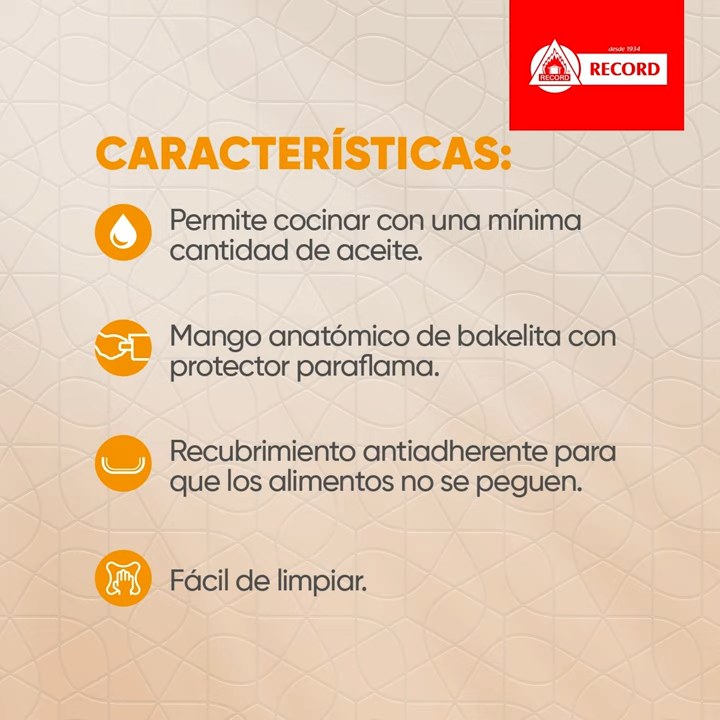 desde 1934
RECORD
RECORD
CARACTERÍSTICAS:
Permite cocinar con una mínima
cantidad de aceite.
Mango anatómico de bakelita con
protector paraflama.
Recubrimiento antiadherente para
que los alimentos no se peguen.
Fácil de limpiar.